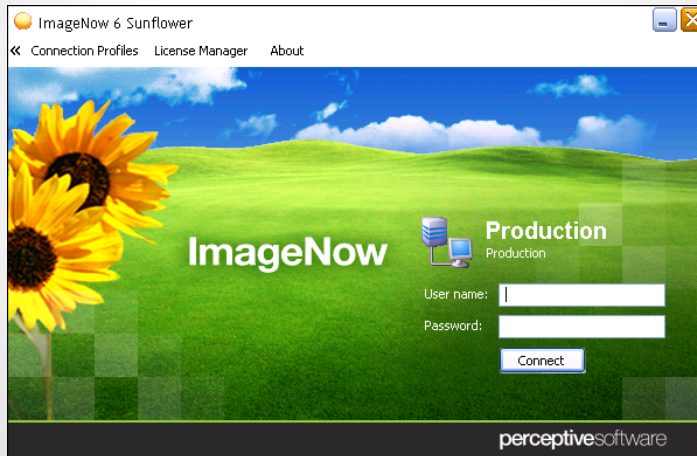 ImageNow 6 Sunflower
« Connection Profiles License Manager About
ImageNow
Production
Production
User name:
Password:
Connect
perceptivesoftware